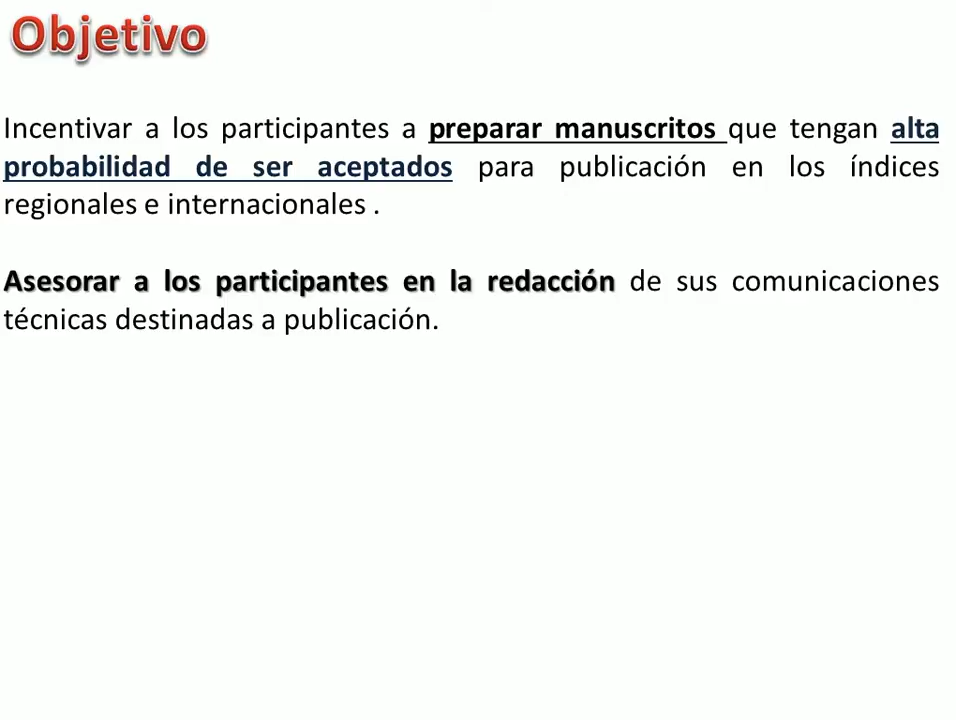 Objetivo
Incentivar a los participantes a preparar manuscritos que tengan alta
probabilidad de ser aceptados para publicación en los índices
regionales e internacionales .
Asesorar a los participantes en la redacción de sus comunicaciones
técnicas destinadas a publicación.